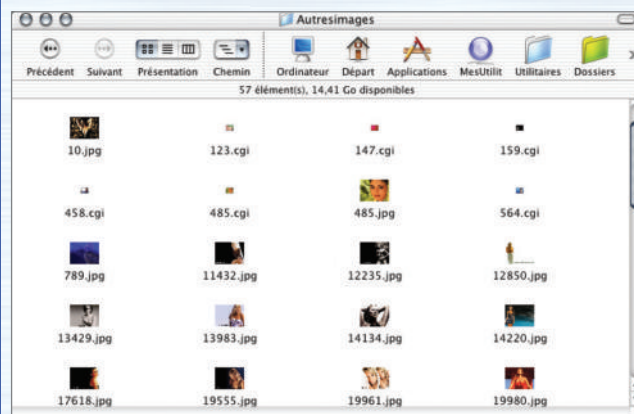 Autresimages
Précédent Suivant Présentation Chemin Ordinateur Départ Applications MesUtilit Utilitaires Dossiers
57 élément(s), 14,41 Go disponibles
10.jpg 123.cgi 147.cgi 159.cgi
458.cgi 485.cgi 485.jpg 564.cgi
789.jpg 11432.jpg 12235.jpg 12850.jpg
13429.jpg 13983.jpg 14134.jpg 14220.jpg
17618.jpg 19555.jpg 19961.jpg 19980.jpg